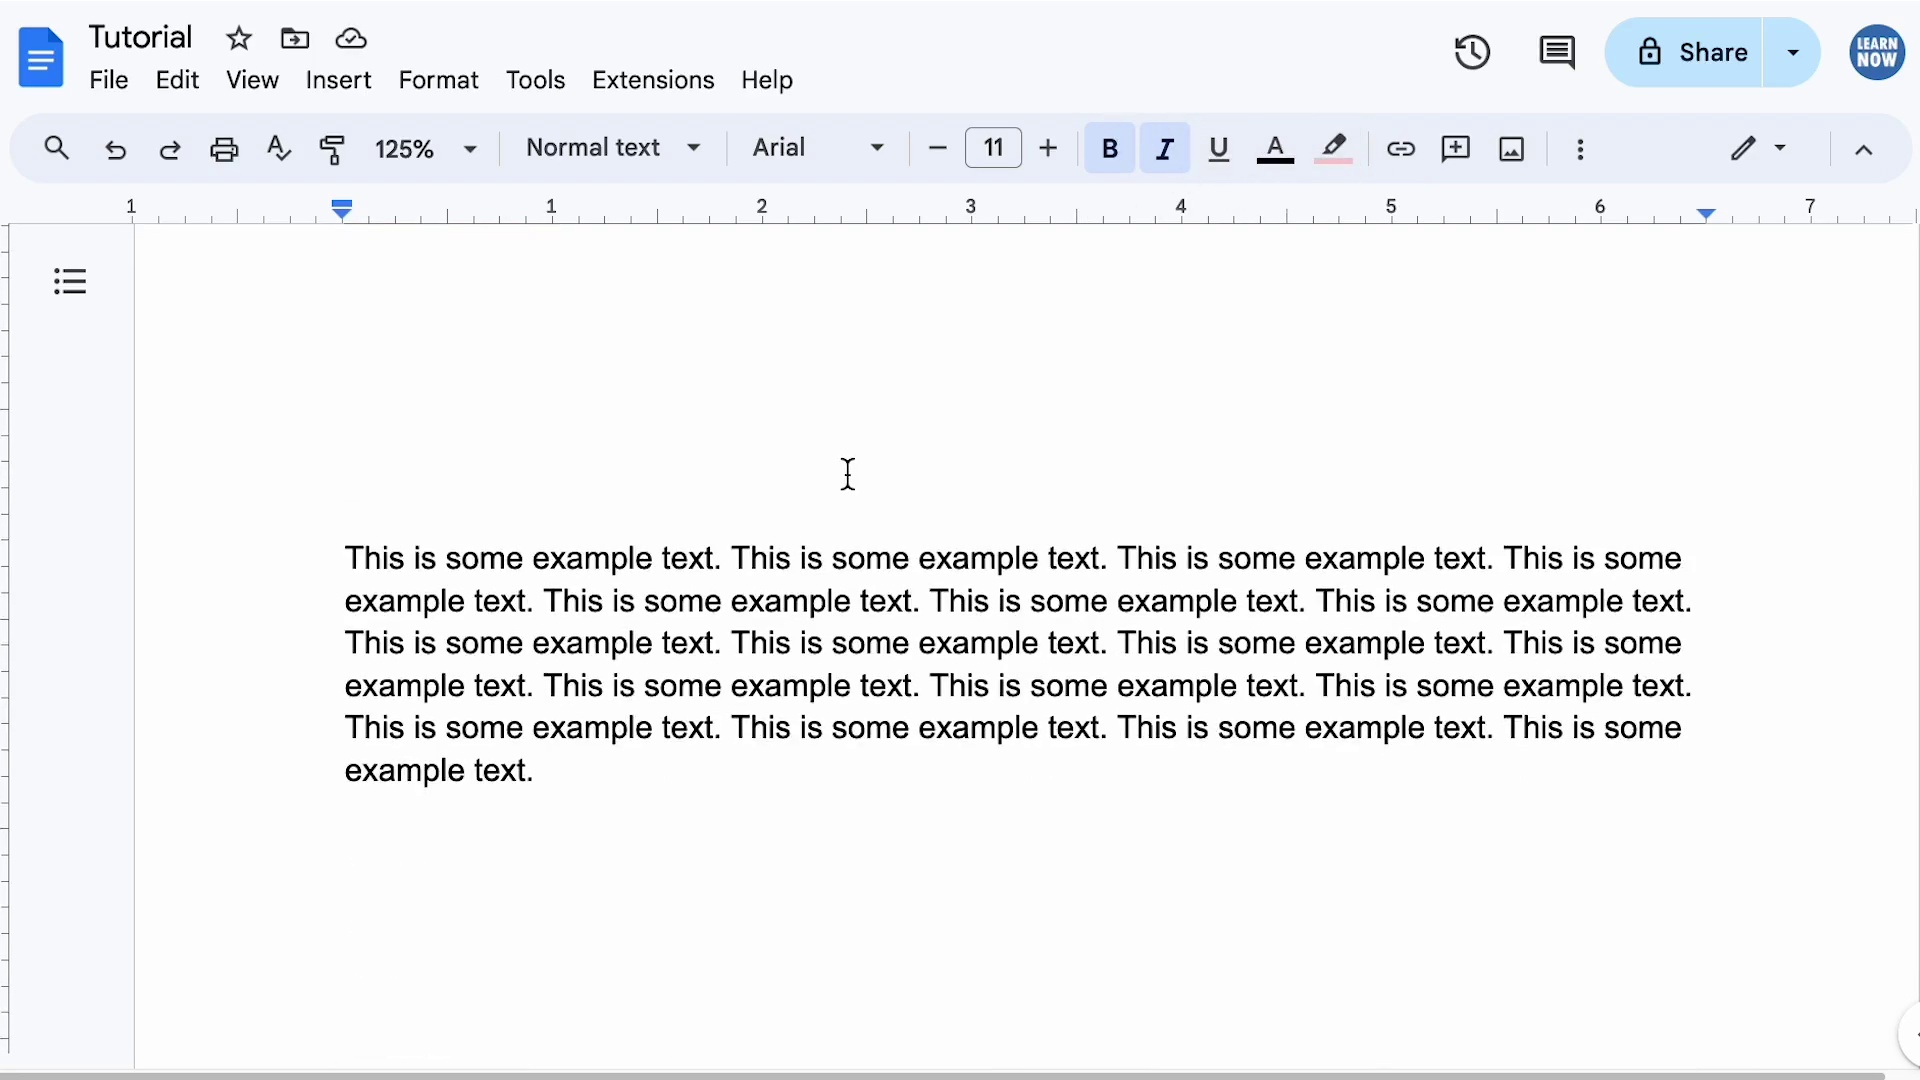 Tutorial
File Edit View Insert Format Tools Extensions Help
Share
LEARN
NOW
125% Normal text Arial 11 B I U A
1 1 2 3 4 5 6 7
This is some example text. This is some example text. This is some example text. This is some
example text. This is some example text. This is some example text. This is some example text.
This is some example text. This is some example text. This is some example text. This is some
example text. This is some example text. This is some example text. This is some example text.
This is some example text. This is some example text. This is some example text. This is some
example text.